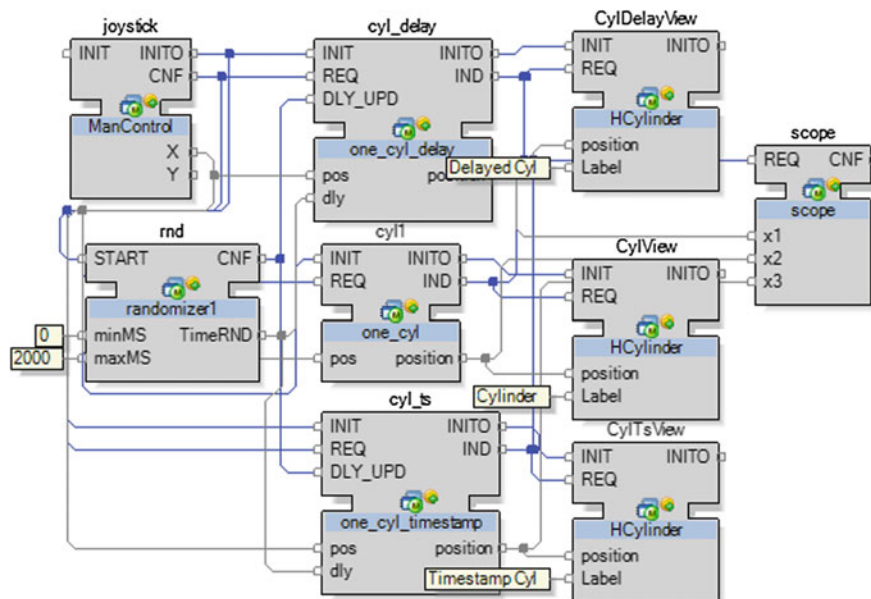 joystick
INIT INITO
CNF
ManControl
X
Y
cyl_delay
INIT INITO
REQ IND
DLY_UPD
one_cyl_delay
pos
dly
CylDelayView
INIT INITO
REQ
HCylinder
position
Label
Delayed Cyl
scope
REQ CNF
scope
x1
x2
x3
rnd
START CNF
randomizer1
minMS TimeRND
maxMS
0
2000
cyl1
INIT INITO
REQ IND
one_cyl
pos position
CylView
INIT INITO
REQ
HCylinder
position
Label
Cylinder
cyl_ts
INIT INITO
REQ IND
DLY_UPD
one_cyl_timestamp
pos position
dly
CylTsView
INIT INITO
REQ
HCylinder
position
Label
Timestamp Cyl